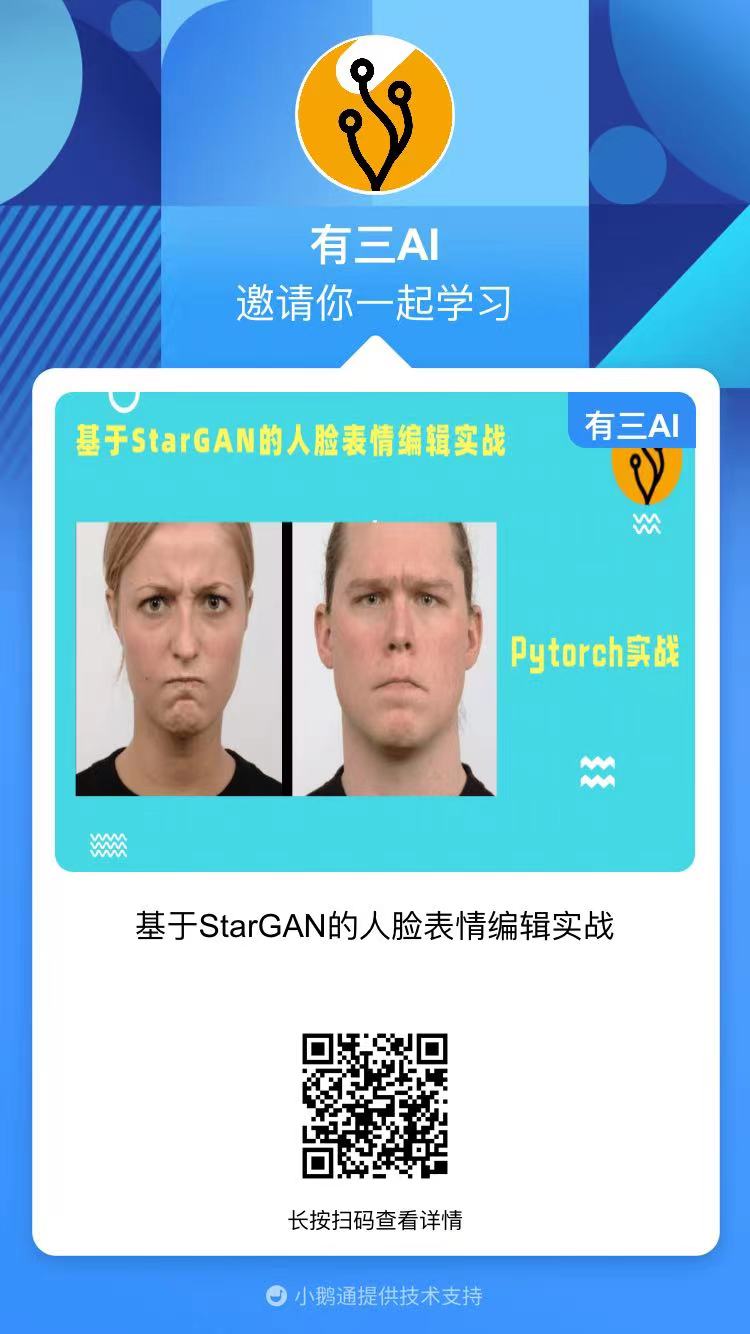 有三AI
邀请你一起学习
有三AI
基于StarGAN的人脸表情编辑实战
Pytorch实战
基于StarGAN的人脸表情编辑实战
长按扫码查看详情
小鹅通提供技术支持